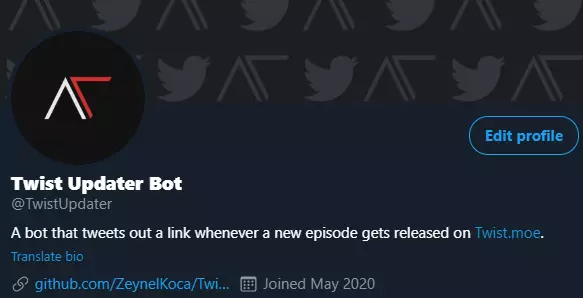 Edit profile
Twist Updater Bot
@TwistUpdater
A bot that tweets out a link whenever a new episode gets released on Twist.moe.
Translate bio
github.com/ZeynelKoca/Twi... Joined May 2020